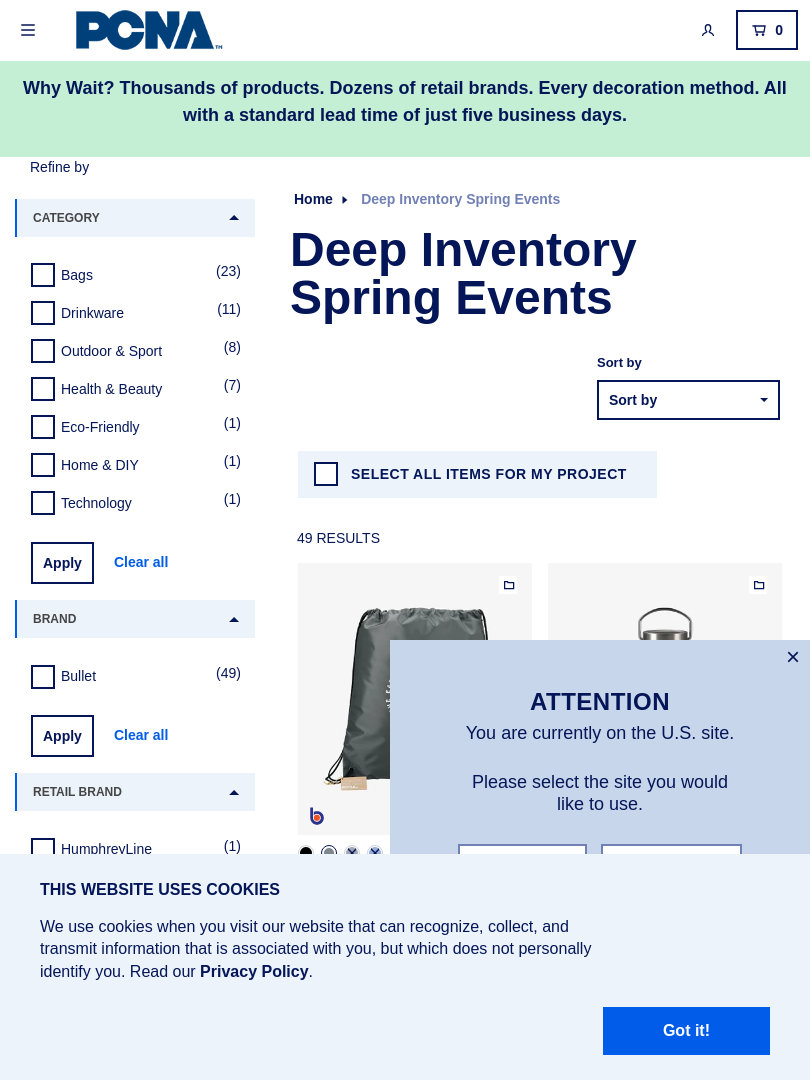 PCNA™
0
Why Wait? Thousands of products. Dozens of retail brands. Every decoration method. All
with a standard lead time of just five business days.
Refine by
CATEGORY
Bags (23)
Drinkware (11)
Outdoor & Sport (8)
Health & Beauty (7)
Eco-Friendly (1)
Home & DIY (1)
Technology (1)
Apply Clear all
BRAND
Bullet (49)
Apply Clear all
RETAIL BRAND
HumphreyLine (1)
Home Deep Inventory Spring Events
Deep Inventory
Spring Events
Sort by
Sort by
SELECT ALL ITEMS FOR MY PROJECT
49 RESULTS
b
ATTENTION
You are currently on the U.S. site.
Please select the site you would
like to use.
THIS WEBSITE USES COOKIES
We use cookies when you visit our website that can recognize, collect, and
transmit information that is associated with you, but which does not personally
identify you. Read our Privacy Policy.
Got it!